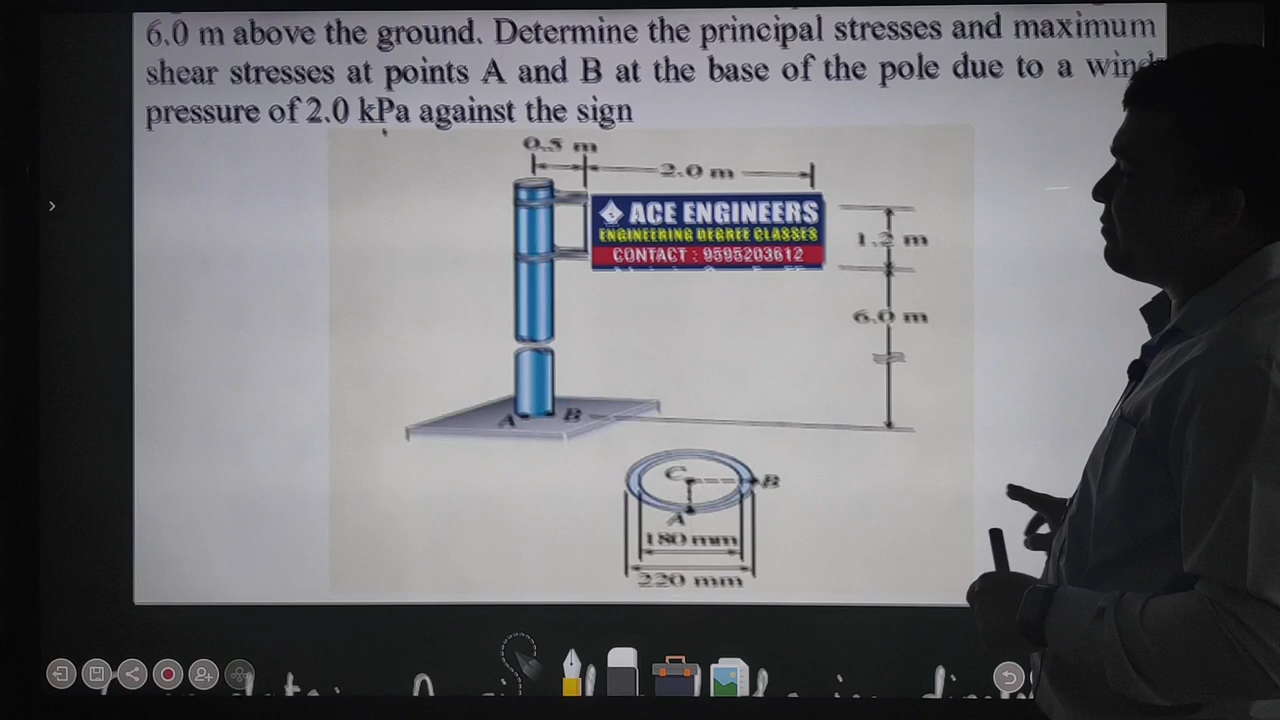 6.0 m above the ground. Determine the principal stresses and maximum
shear stresses at points A and B at the base of the pole due to a wind
pressure of 2.0 kPa against the sign
0.5 m
2.0 m
ACE ENGINEERS
ENGINEERING DEGREE CLASSES
CONTACT : 9595203612
1.2 m
6.0 m
A
B
C
B
A
180 mm
220 mm